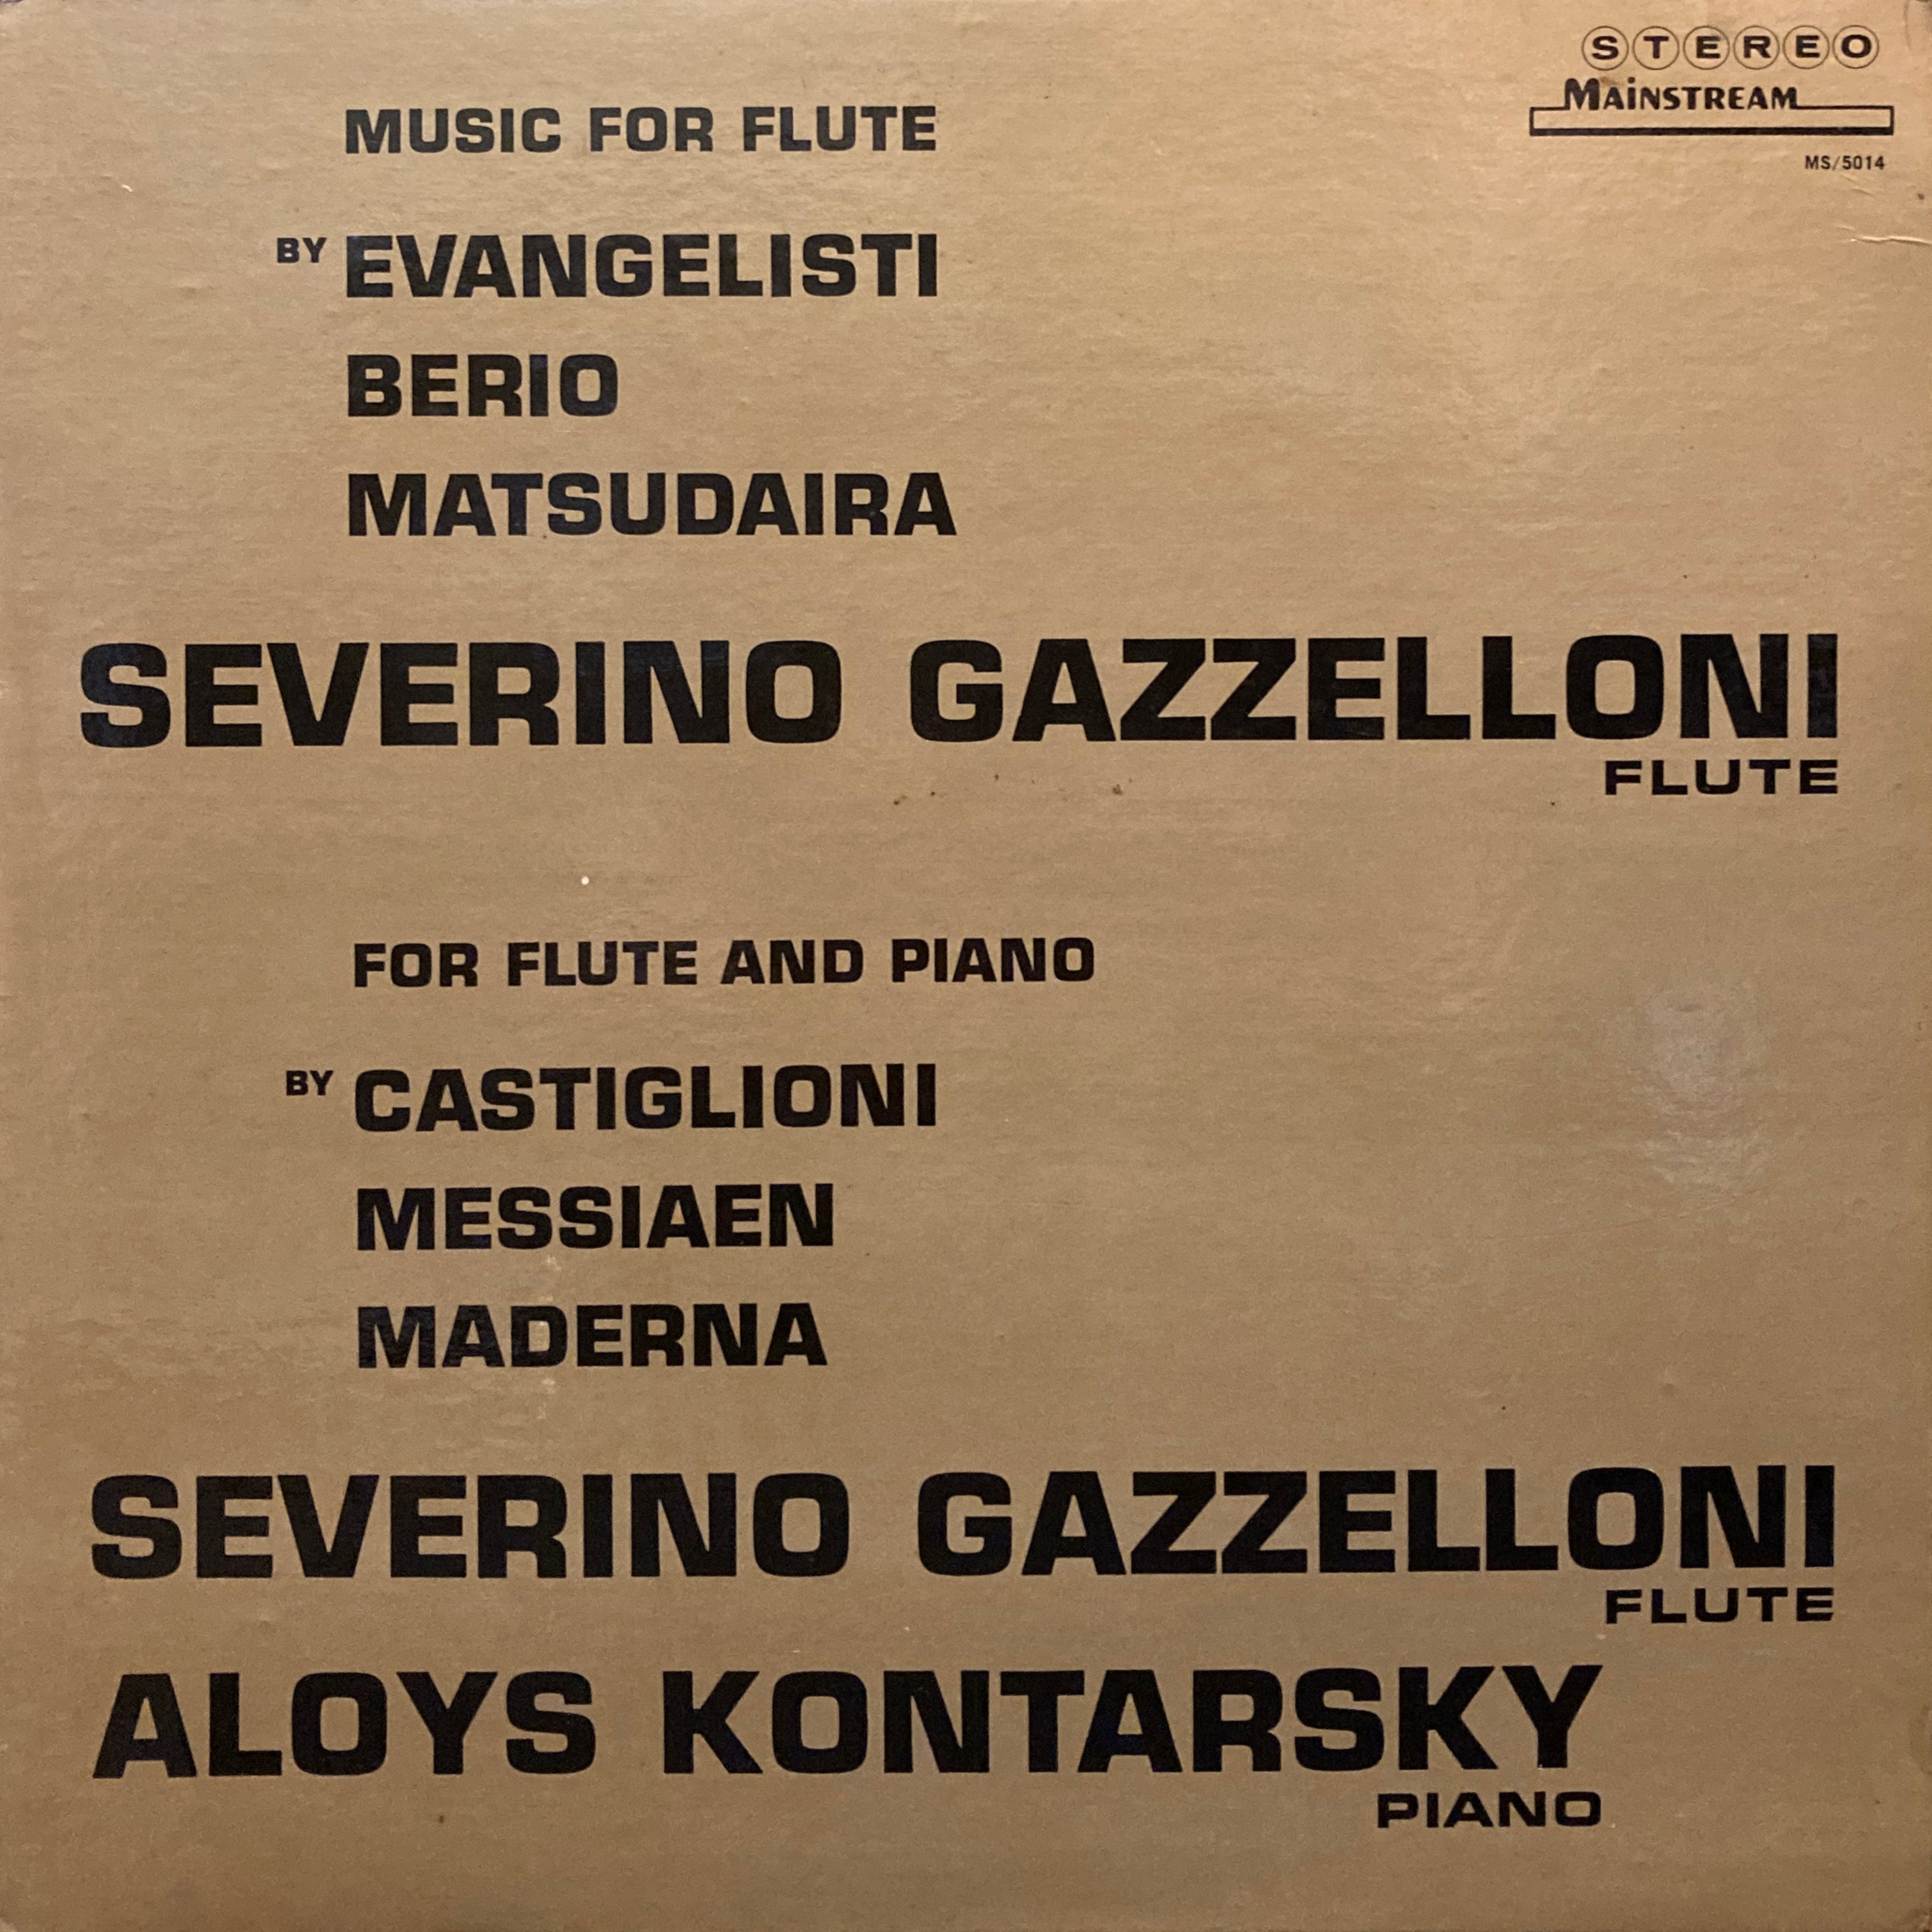 STEREO
MAiNSTREAM
MS/5014
MUSIC FOR FLUTE
BY EVANGELISTI
BERIO
MATSUDAIRA
SEVERINO GAZZELLONI
FLUTE
FOR FLUTE AND PIANO
BY CASTIGLIONI
MESSIAEN
MADERNA
SEVERINO GAZZELLONI
FLUTE
ALOYS KONTARSKY
PIANO